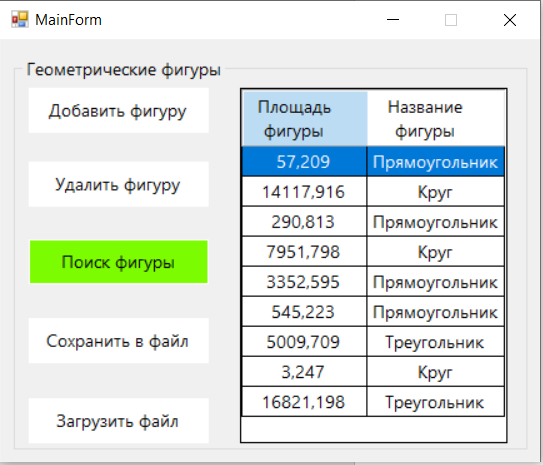 MainForm
Геометрические фигуры
Добавить фигуру
Удалить фигуру
Поиск фигуры
Сохранить в файл
Загрузить файл
Площадь фигуры Название фигуры
57,209 Прямоугольник
14117,916 Круг
290,813 Прямоугольник
7951,798 Круг
3352,595 Прямоугольник
545,223 Прямоугольник
5009,709 Треугольник
3,247 Круг
16821,198 Треугольник